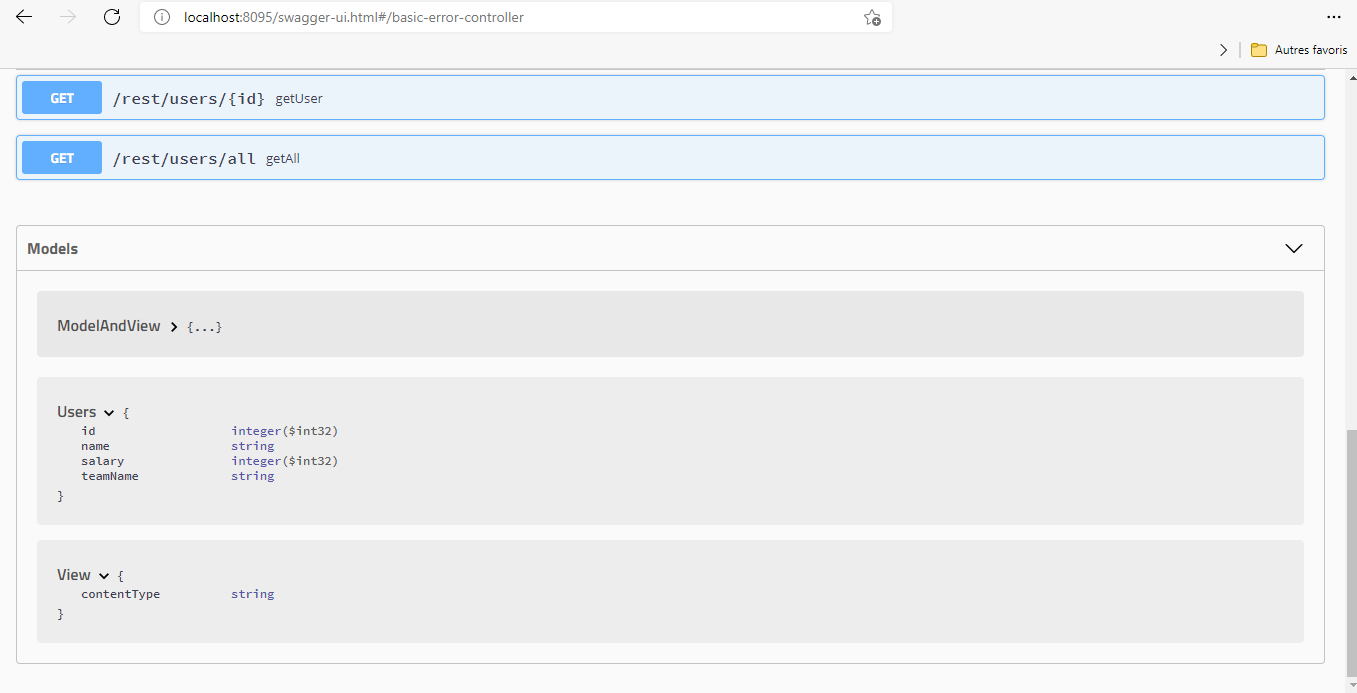 localhost:8095/swagger-ui.html#/basic-error-controller
Autres favoris
GET /rest/users/{id} getUser
GET /rest/users/all getAll
Models
ModelAndView {...}
Users {
id integer($int32)
name string
salary integer($int32)
teamName string
}
View {
contentType string
}